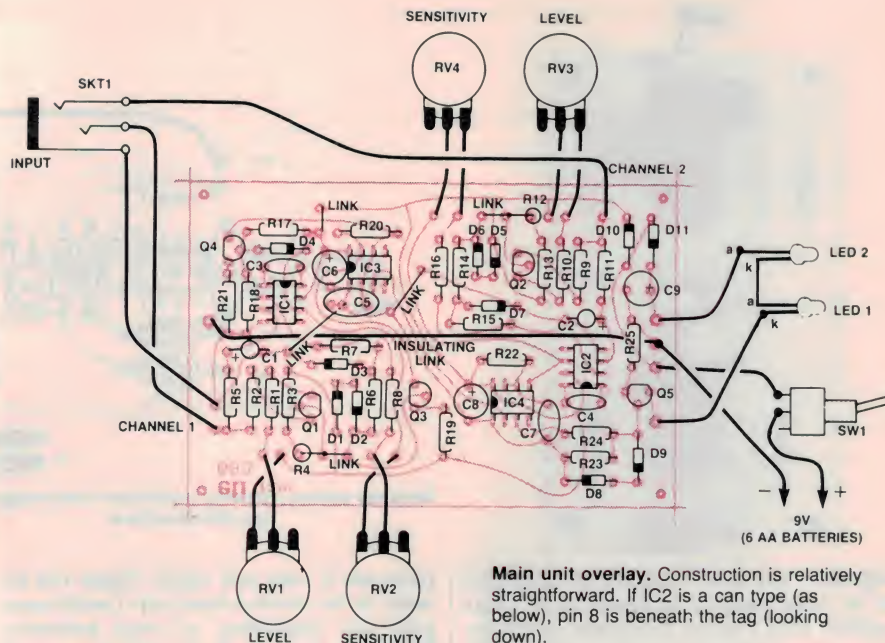 SENSITIVITY
LEVEL
RV4
RV3
SKT1
INPUT
CHANNEL 2
LINK
R12
R17
LINK
R20
D10
D11
Q4
D4
D6
D5
LED 2
a
k
C3
C6
IC3
R16
R14
Q2
R13
R10
R9
R11
C9
LED 1
a
k
R21
R18
IC1
C5
LINK
D7
R15
C2
R25
C1
LINK
R7
INSULATING
LINK
R22
IC2
D3
R5
R2
R1
R3
R6
R8
Q3
C8
IC4
C4
Q5
SW1
Q1
C7
CHANNEL 1
D1
D2
R19
R24
R4
LINK
R23
D9
D8
eti
− +
9V
(6 AA BATTERIES)
RV1
RV2
LEVEL
SENSITIVITY
Main unit overlay. Construction is relatively
straightforward. If IC2 is a can type (as
below), pin 8 is beneath the tag (looking
down).